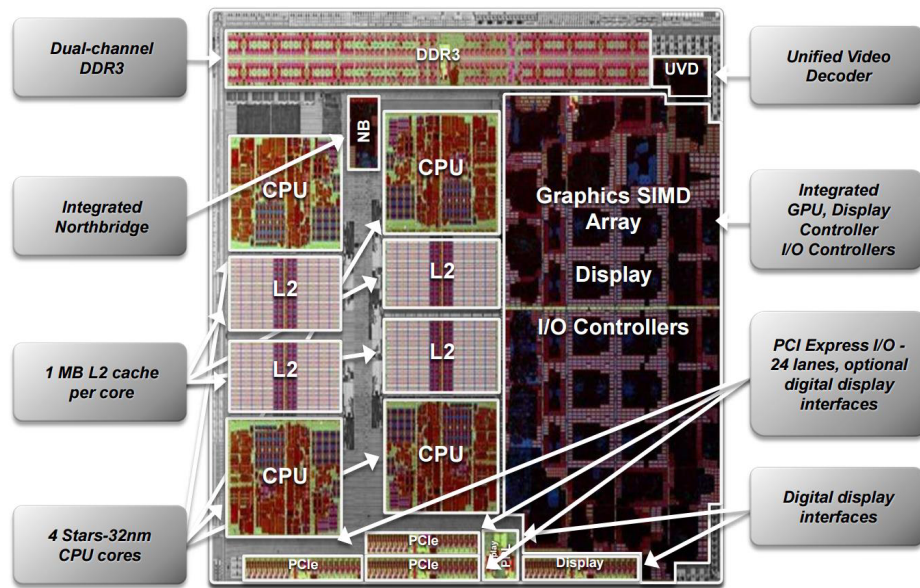 Dual-channel
DDR3
Integrated
Northbridge
1 MB L2 cache
per core
4 Stars-32nm
CPU cores
DDR3
UVD
NB
CPU
CPU
L2
L2
L2
L2
CPU
CPU
Graphics SIMD
Array
Display
I/O Controllers
PCIe
PCIe
PCIe
Display
PLL
Display
Unified Video
Decoder
Integrated
GPU, Display
Controller
I/O Controllers
PCI Express I/O -
24 lanes, optional
digital display
interfaces
Digital display
interfaces